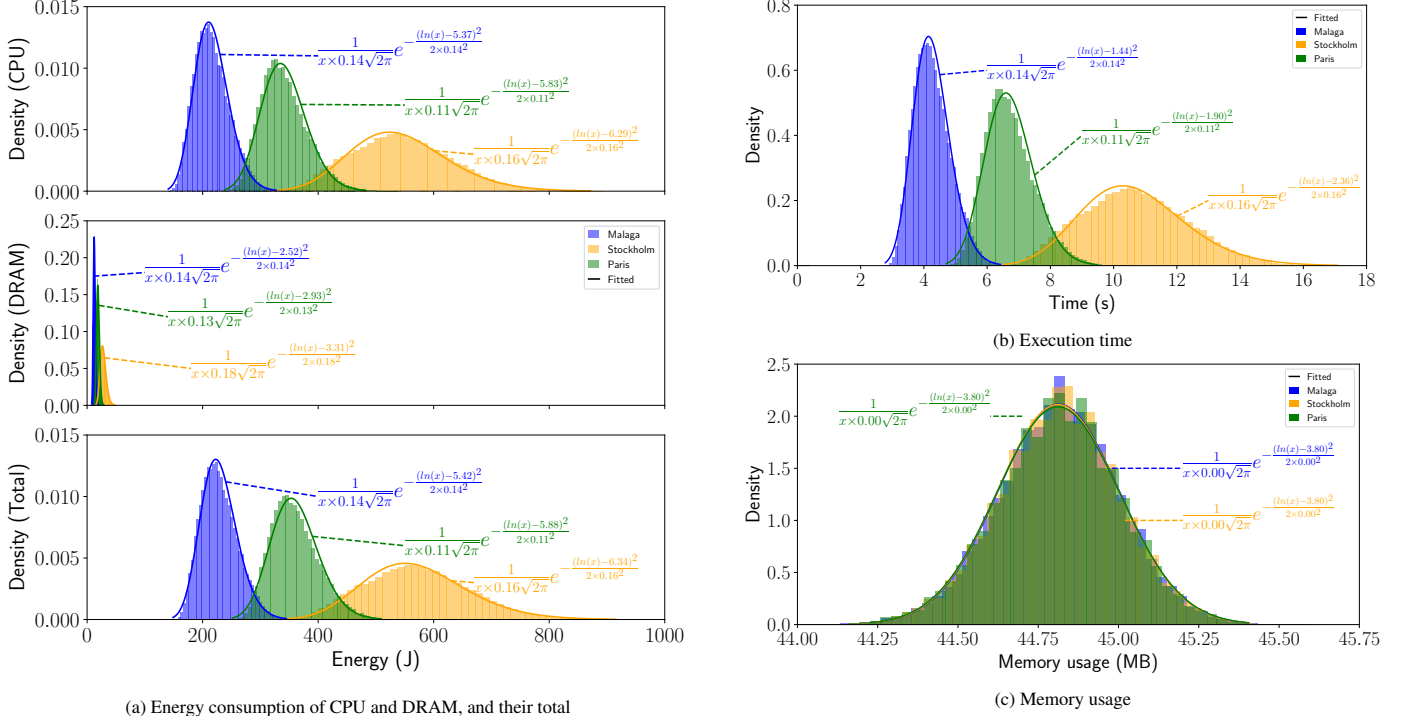 0.015
0.010
0.005
0.000
Density (CPU)
1/(x×0.14√2π) e^(-(ln(x)−5.37)²/(2×0.14²))
1/(x×0.11√2π) e^(-(ln(x)−5.83)²/(2×0.11²))
1/(x×0.16√2π) e^(-(ln(x)−6.29)²/(2×0.16²))
0.25
0.20
0.15
0.10
0.05
0.00
Density (DRAM)
Malaga
Stockholm
Paris
Fitted
1/(x×0.14√2π) e^(-(ln(x)−2.52)²/(2×0.14²))
1/(x×0.13√2π) e^(-(ln(x)−2.93)²/(2×0.13²))
1/(x×0.18√2π) e^(-(ln(x)−3.31)²/(2×0.18²))
0.015
0.010
0.005
0.000
Density (Total)
1/(x×0.14√2π) e^(-(ln(x)−5.42)²/(2×0.14²))
1/(x×0.11√2π) e^(-(ln(x)−5.88)²/(2×0.11²))
1/(x×0.16√2π) e^(-(ln(x)−6.34)²/(2×0.16²))
0 200 400 600 800 1000
Energy (J)
(a) Energy consumption of CPU and DRAM, and their total
0.8
0.6
0.4
0.2
0.0
Density
Fitted
Malaga
Stockholm
Paris
1/(x×0.14√2π) e^(-(ln(x)−1.44)²/(2×0.14²))
1/(x×0.11√2π) e^(-(ln(x)−1.90)²/(2×0.11²))
1/(x×0.16√2π) e^(-(ln(x)−2.36)²/(2×0.16²))
0 2 4 6 8 10 12 14 16 18
Time (s)
(b) Execution time
2.5
2.0
1.5
1.0
0.5
0.0
Density
Fitted
Malaga
Stockholm
Paris
1/(x×0.00√2π) e^(-(ln(x)−3.80)²/(2×0.00²))
1/(x×0.00√2π) e^(-(ln(x)−3.80)²/(2×0.00²))
1/(x×0.00√2π) e^(-(ln(x)−3.80)²/(2×0.00²))
44.00 44.25 44.50 44.75 45.00 45.25 45.50 45.75
Memory usage (MB)
(c) Memory usage